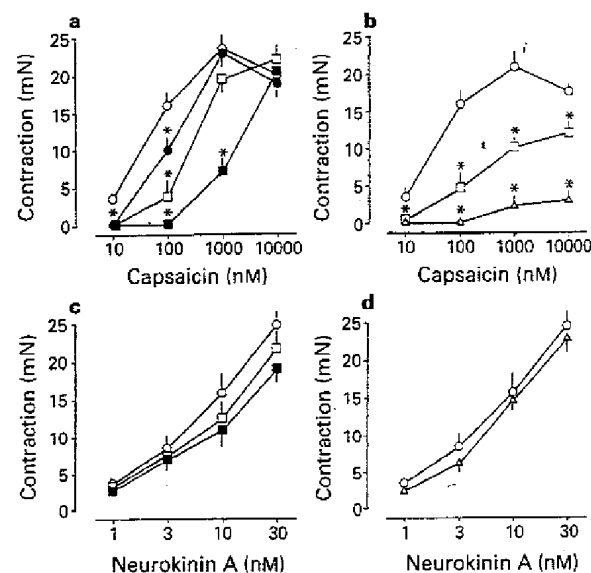 a
Contraction (mN)
25
20
15
10
5
0
*
*
*
*
*
10 100 1000 10000
Capsaicin (nM)
b
Contraction (mN)
25
20
15
10
5
0
*
*
*
*
*
*
*
10 100 1000 10000
Capsaicin (nM)
c
Contraction (mN)
25
20
15
10
5
0
1 3 10 30
Neurokinin A (nM)
d
Contraction (mN)
25
20
15
10
5
0
1 3 10 30
Neurokinin A (nM)